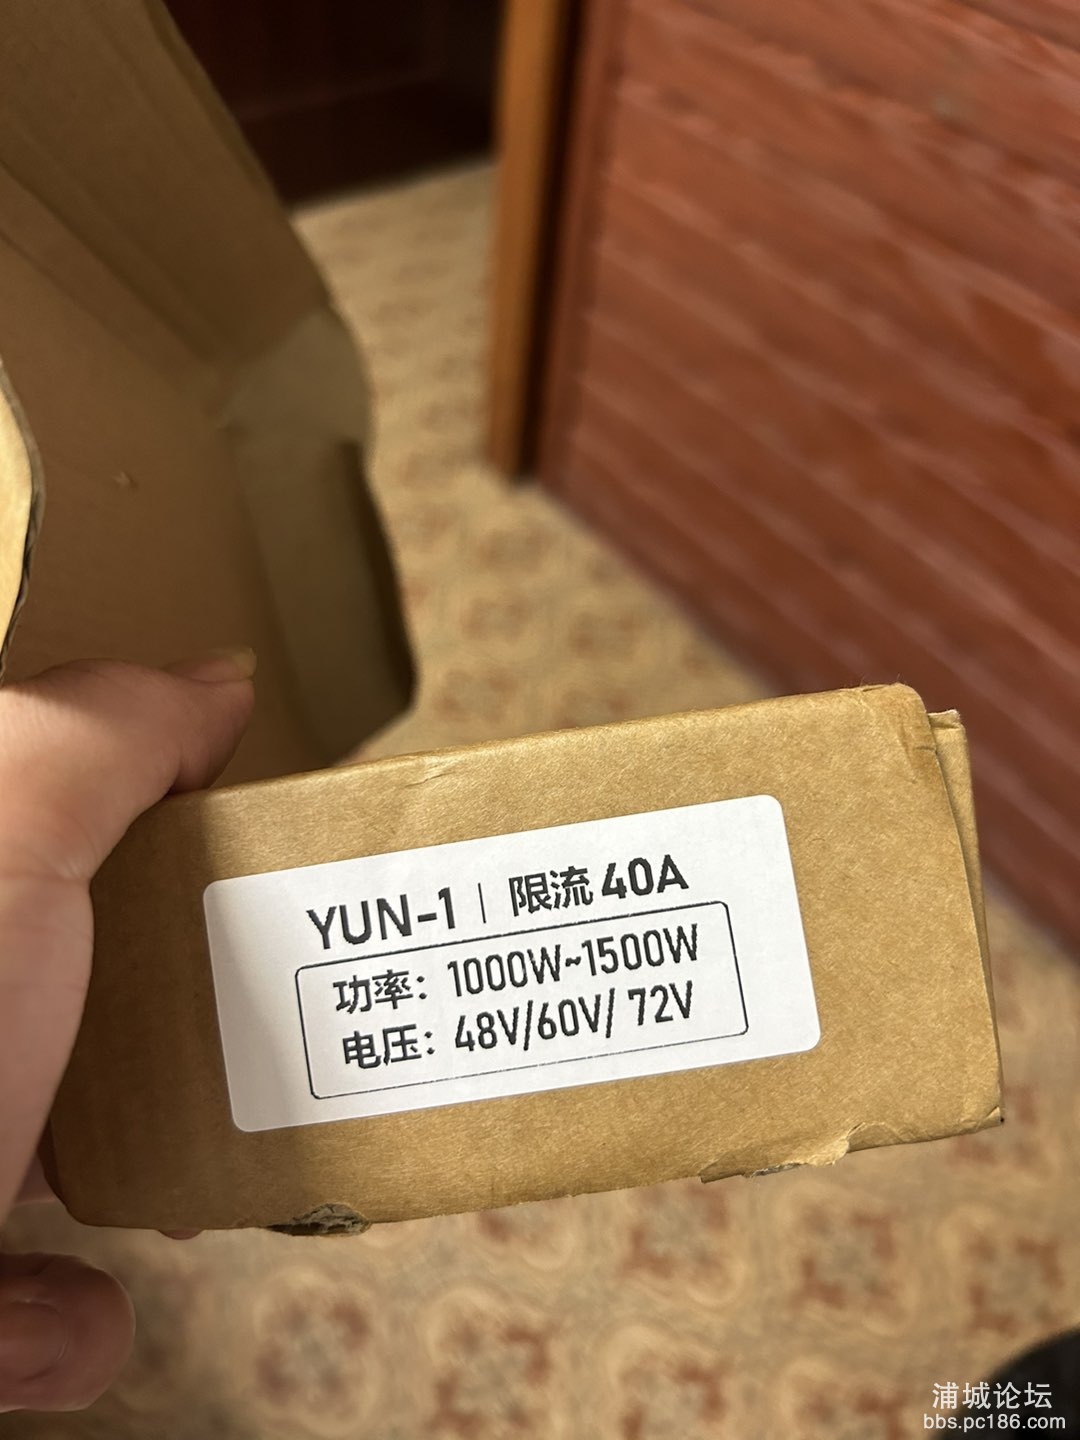 YUN-1 | 限流 40A
功率：1000W~1500W
电压：48V/60V/ 72V
浦城论坛
bbs.pc186.com